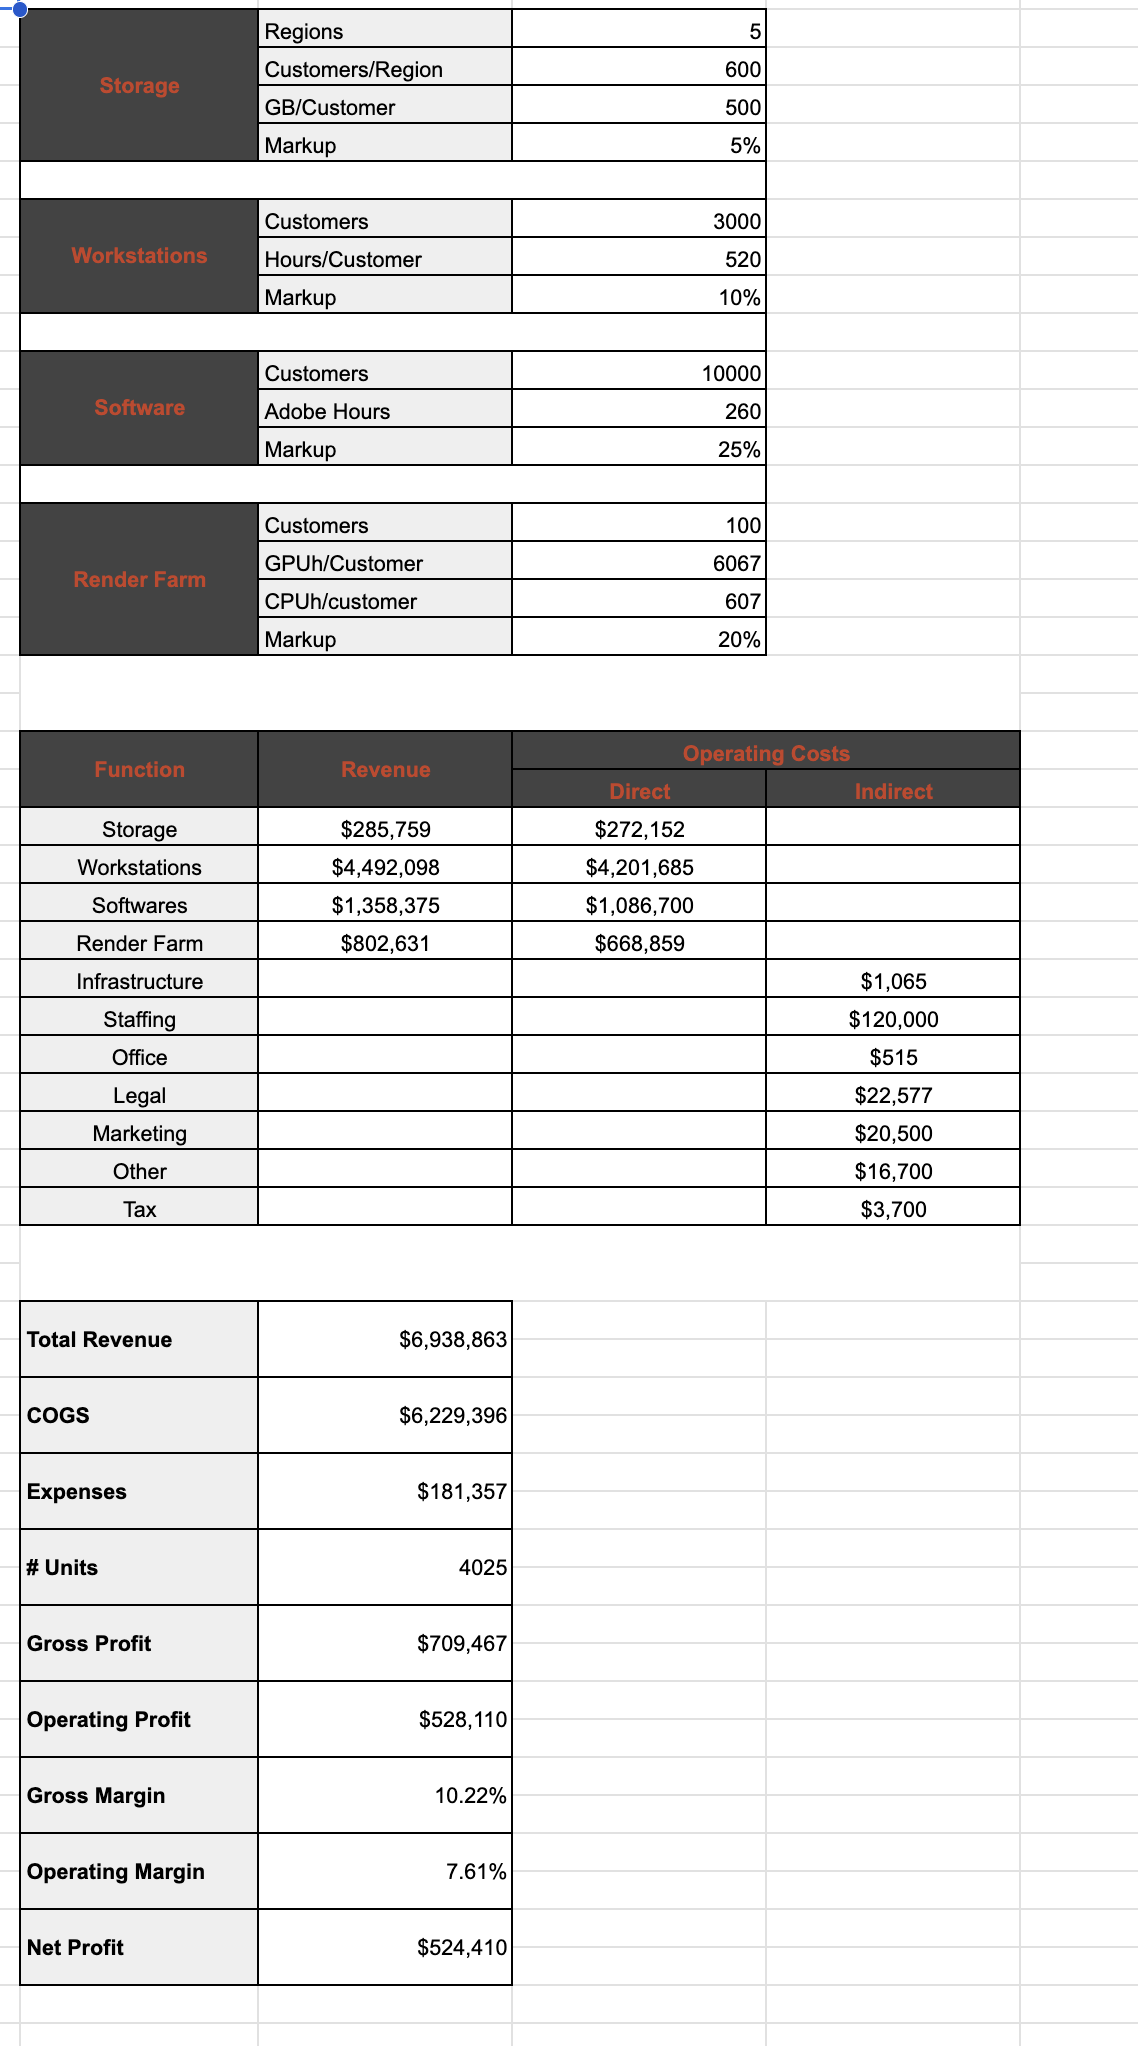 Storage
Regions 5
Customers/Region 600
GB/Customer 500
Markup 5%
Workstations
Customers 3000
Hours/Customer 520
Markup 10%
Software
Customers 10000
Adobe Hours 260
Markup 25%
Render Farm
Customers 100
GPUh/Customer 6067
CPUh/customer 607
Markup 20%
Function Revenue Operating Costs
Direct Indirect
Storage $285,759 $272,152
Workstations $4,492,098 $4,201,685
Softwares $1,358,375 $1,086,700
Render Farm $802,631 $668,859
Infrastructure $1,065
Staffing $120,000
Office $515
Legal $22,577
Marketing $20,500
Other $16,700
Tax $3,700
Total Revenue $6,938,863
COGS $6,229,396
Expenses $181,357
# Units 4025
Gross Profit $709,467
Operating Profit $528,110
Gross Margin 10.22%
Operating Margin 7.61%
Net Profit $524,410